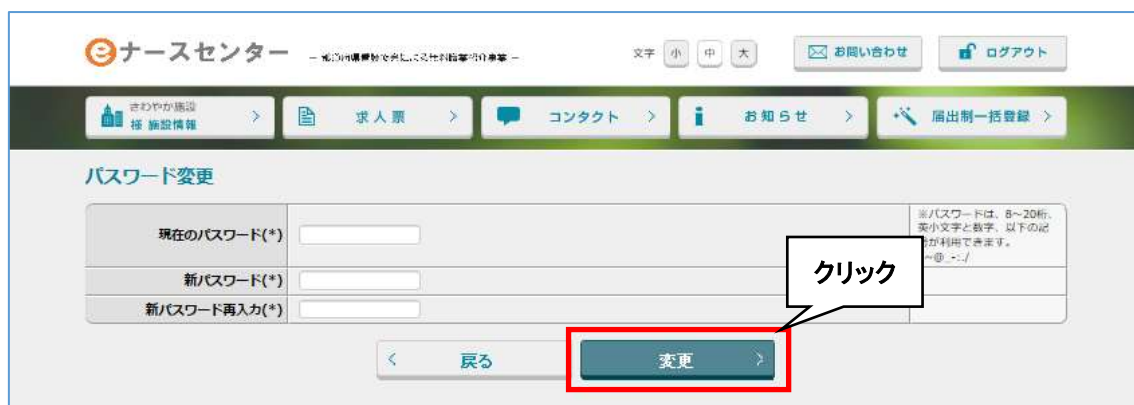 eナースセンター
文字 小 中 大
お問い合わせ
ログアウト
さわやか施設
様 施設情報 >
求人票 >
コンタクト >
お知らせ >
届出制一括登録 >
パスワード変更
現在のパスワード(*)
※パスワードは、8～20桁、
英小文字と数字、以下の記
が利用できます。
~@_-:./
新パスワード(*)
新パスワード再入力(*)
クリック
< 戻る
変更 >